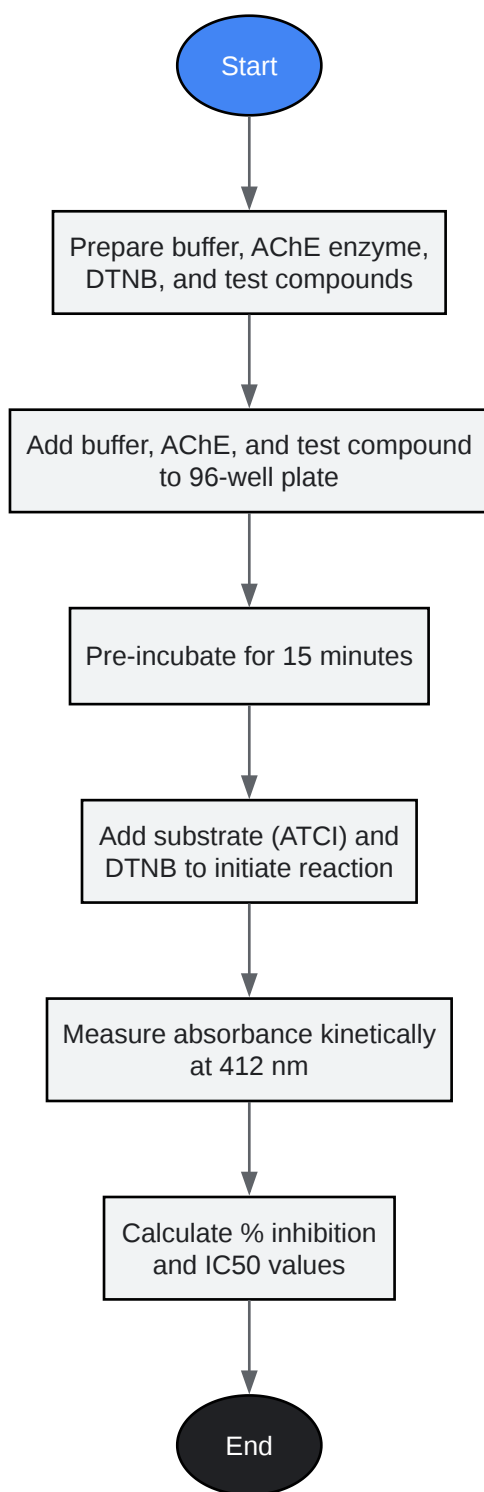 Start
Prepare buffer, AChE enzyme,
DTNB, and test compounds
Add buffer, AChE, and test compound
to 96-well plate
Pre-incubate for 15 minutes
Add substrate (ATCI) and
DTNB to initiate reaction
Measure absorbance kinetically
at 412 nm
Calculate % inhibition
and IC50 values
End